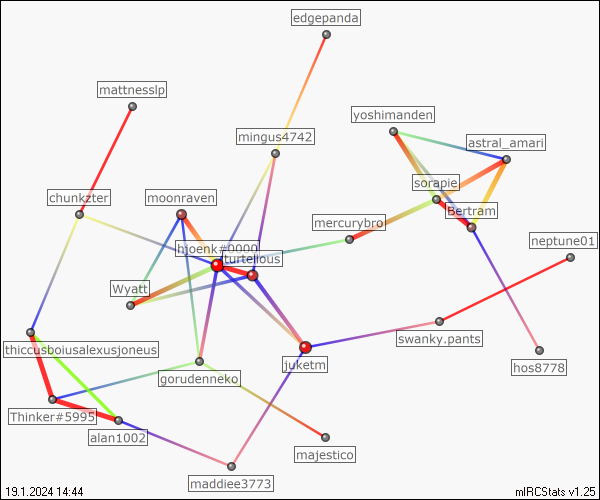 edgepanda
mattnesslp
yoshimanden
mingus4742
astral_amari
sorapie
chunkzter
moonraven
Bertram
mercurybro
neptune01
hjoenk#0000
turtellous
Wyatt
swanky.pants
thiccusboiusalexusjoneus
juketm
hos8778
gorudenneko
Thinker#5995
alan1002
majestico
maddiee3773
19.1.2024 14:44
mIRCStats v1.25